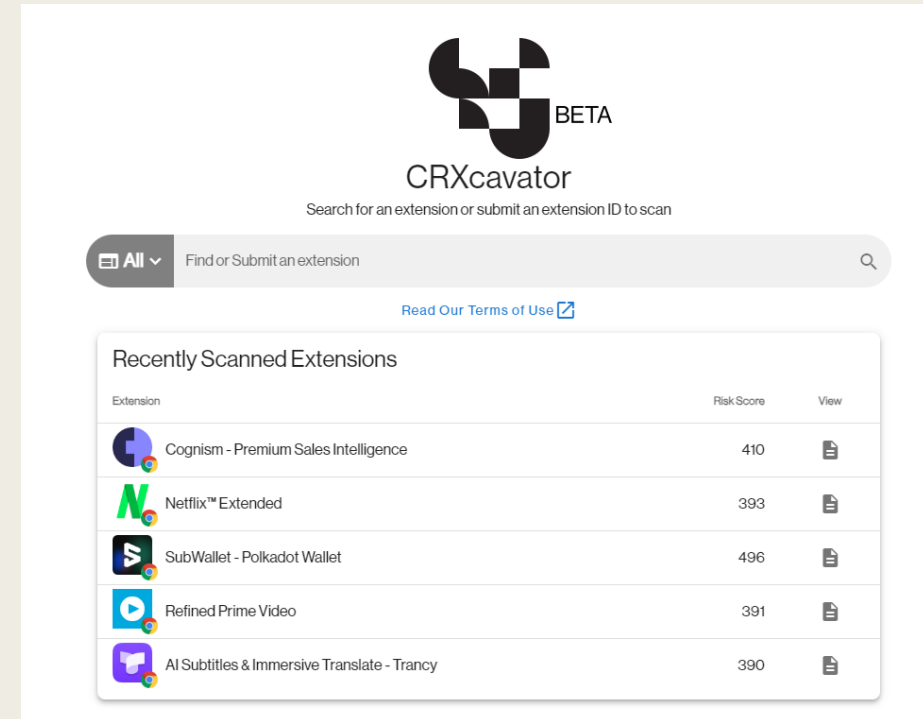 BETA
CRXcavator
Search for an extension or submit an extension ID to scan
All
Find or Submit an extension
Read Our Terms of Use
Recently Scanned Extensions
Extension Risk Score View
Cognism - Premium Sales Intelligence 410
Netflix™ Extended 393
SubWallet - Polkadot Wallet 496
Refined Prime Video 391
AI Subtitles & Immersive Translate - Trancy 390